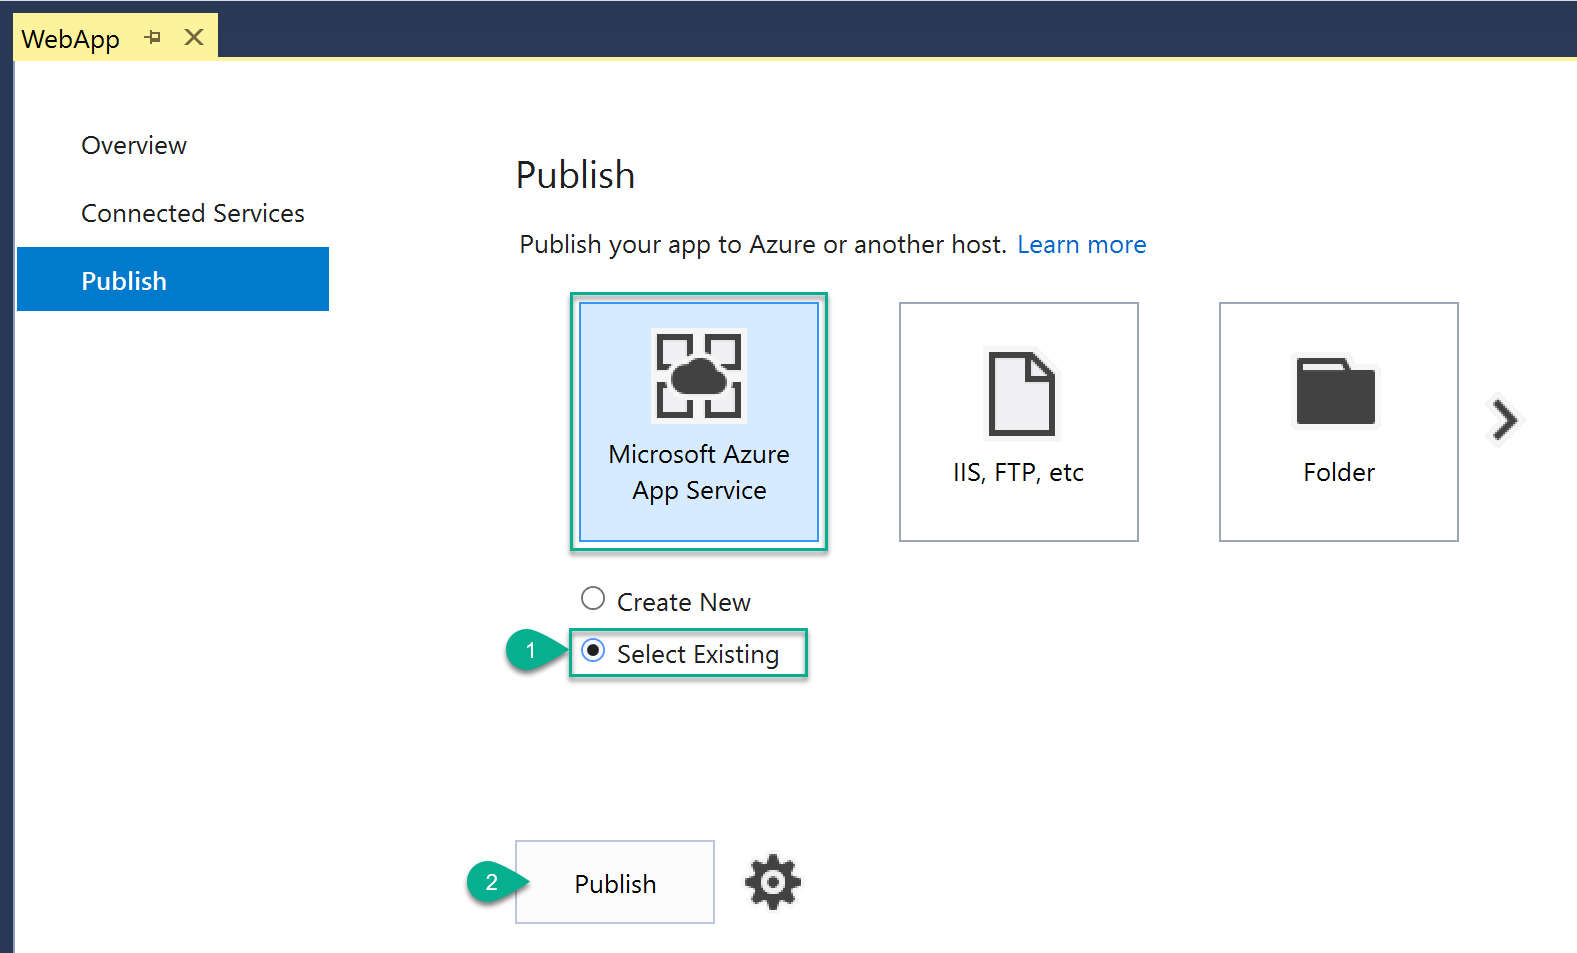 WebApp
Overview
Connected Services
Publish
Publish
Publish your app to Azure or another host. Learn more
Microsoft Azure
App Service
IIS, FTP, etc
Folder
Create New
1
Select Existing
2
Publish